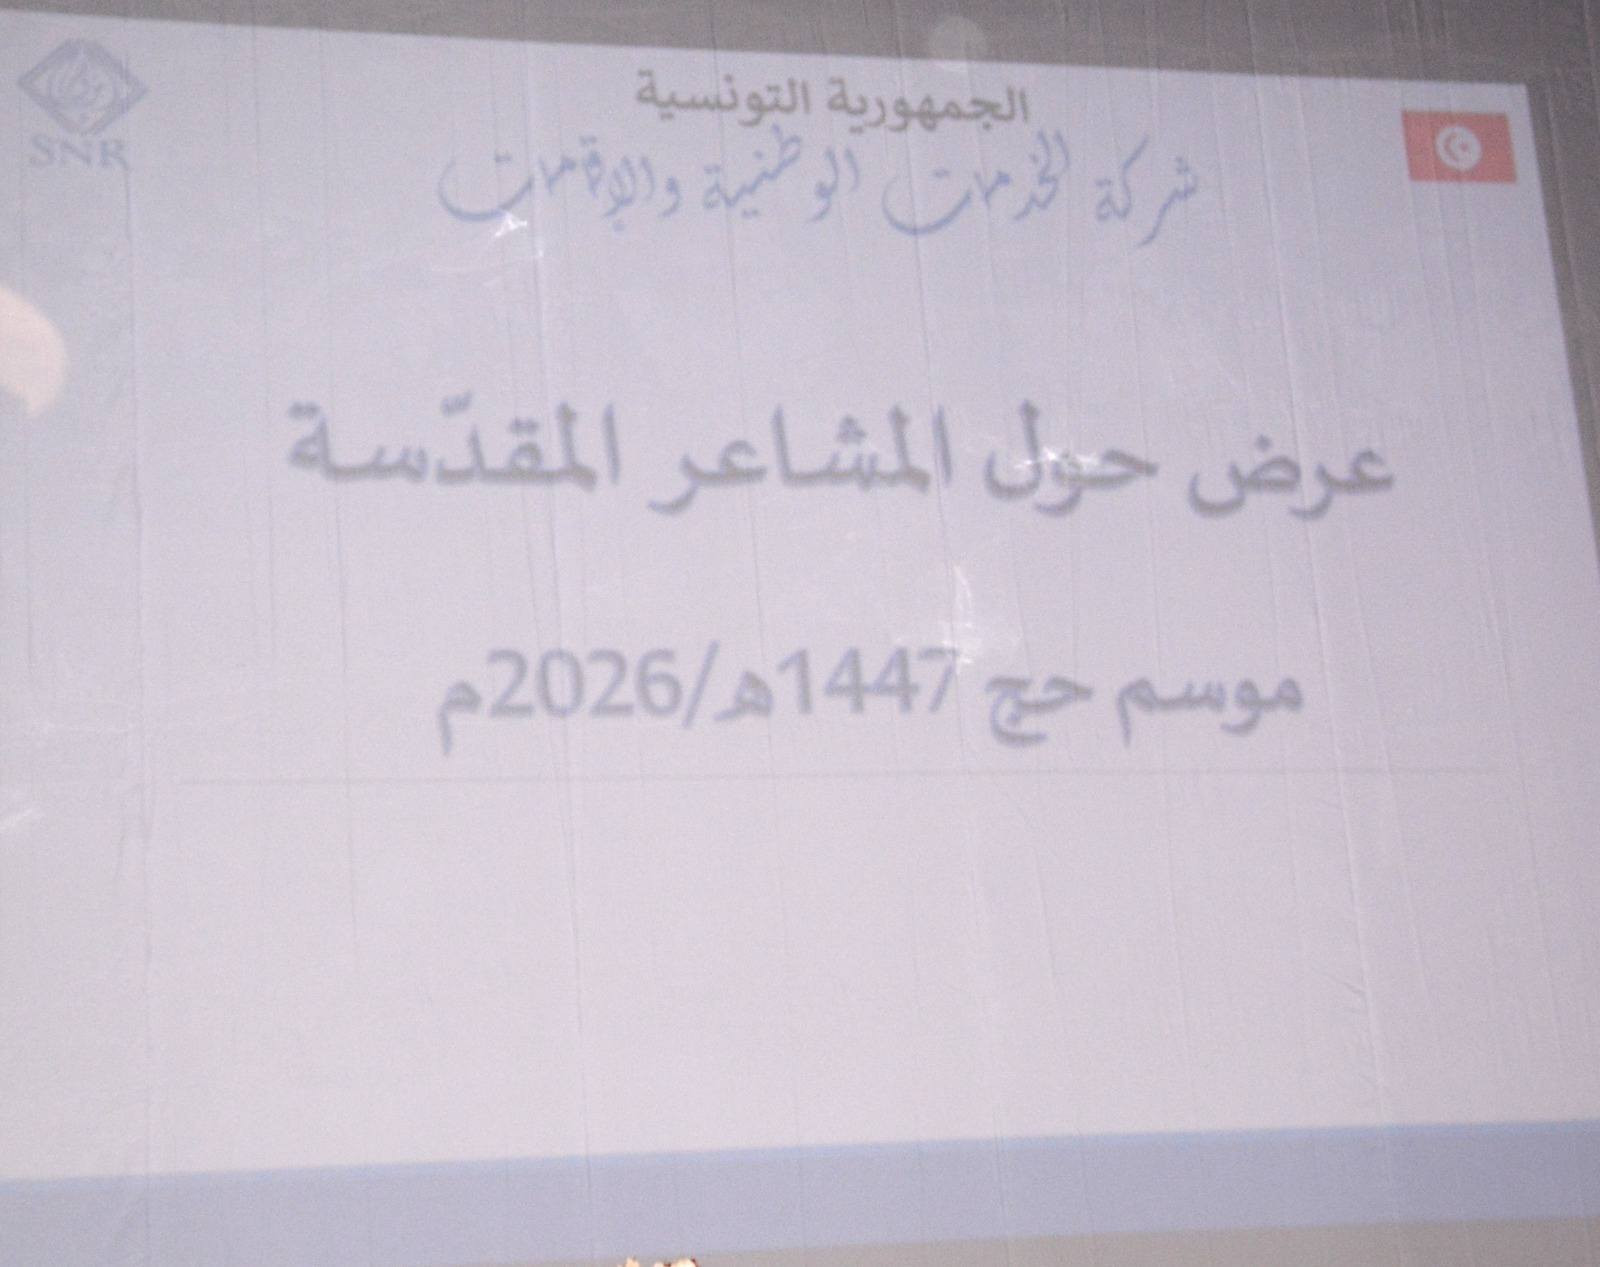 SNR
الجمهورية التونسية
شركة الخدمات الوطنية والإقامات
عرض حول المشاعر المقدّسة
موسم حج 1447هـ/2026م